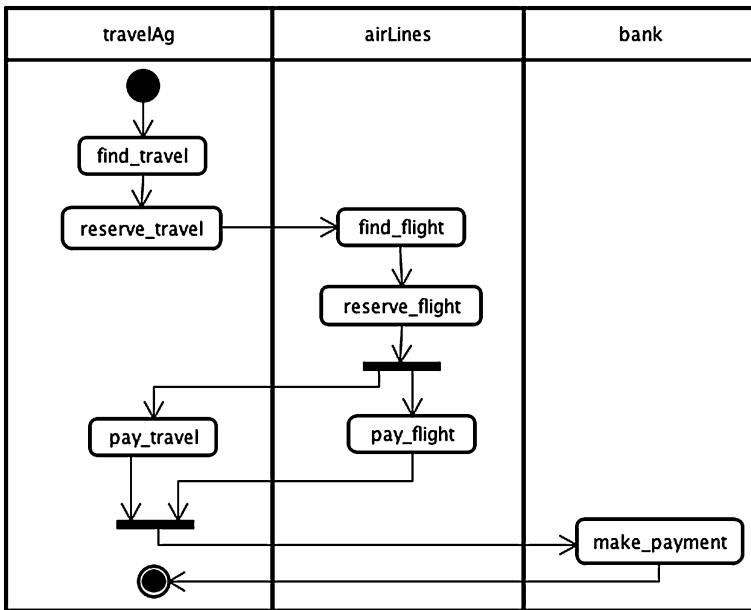 travelAg
airLines
bank
find_travel
reserve_travel
find_flight
reserve_flight
pay_travel
pay_flight
make_payment